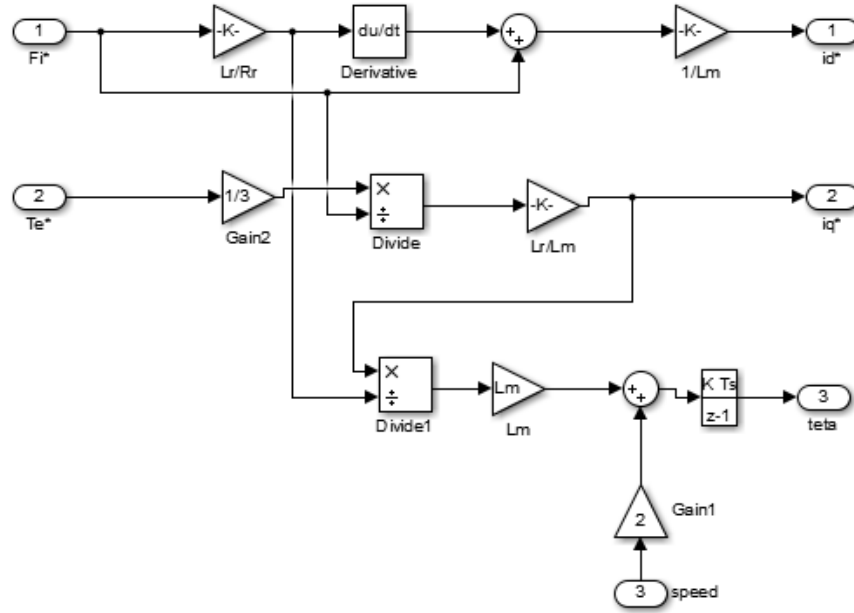 1
Fi*
-K-
Lr/Rr
du/dt
Derivative
+
+
-K-
1/Lm
1
id*
2
Te*
1/3
Gain2
×
÷
Divide
-K-
Lr/Lm
2
iq*
×
÷
Divide1
Lm
Lm
+
+
K Ts
z-1
3
teta
2
Gain1
3
speed